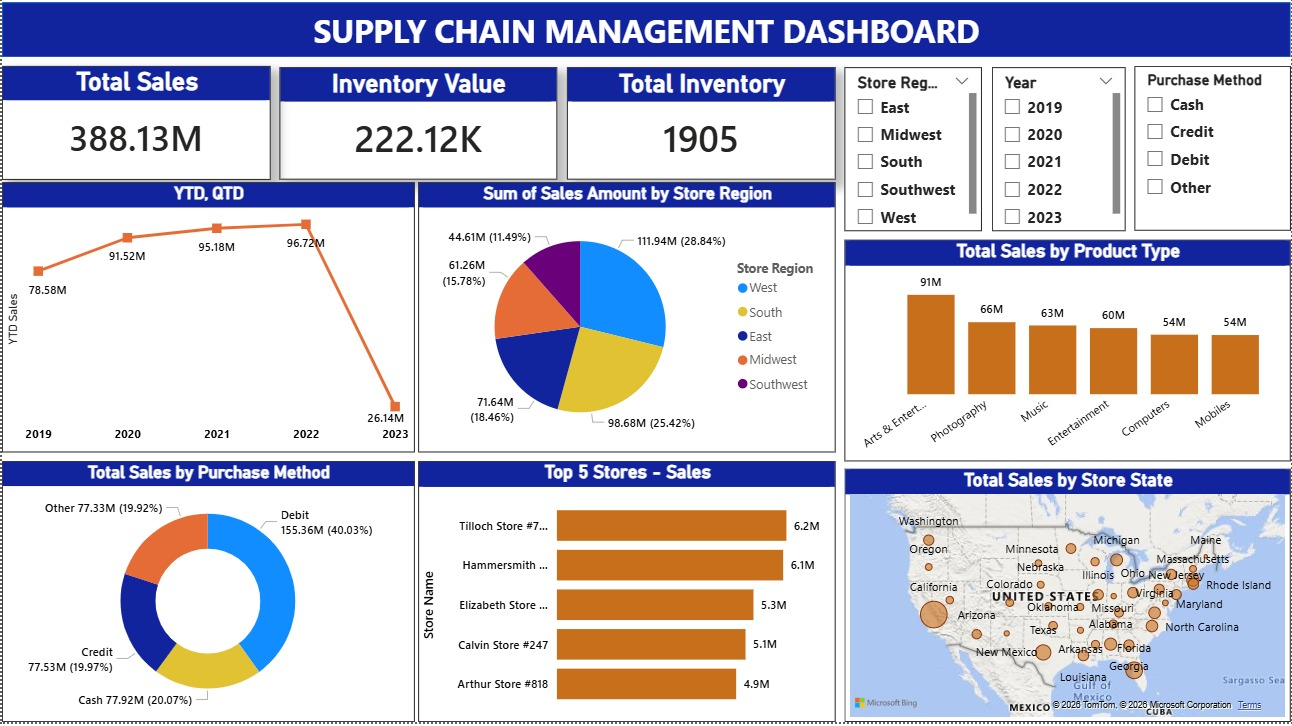 SUPPLY CHAIN MANAGEMENT DASHBOARD
Total Sales
388.13M
Inventory Value
222.12K
Total Inventory
1905
Store Reg...
East
Midwest
South
Southwest
West
Year
2019
2020
2021
2022
2023
Purchase Method
Cash
Credit
Debit
Other
YTD, QTD
YTD Sales
78.58M
91.52M
95.18M
96.72M
26.14M
2019
2020
2021
2022
2023
Sum of Sales Amount by Store Region
44.61M (11.49%)
111.94M (28.84%)
61.26M
(15.78%)
71.64M
(18.46%)
98.68M (25.42%)
Store Region
West
South
East
Midwest
Southwest
Total Sales by Product Type
91M
66M
63M
60M
54M
54M
Arts & Entert...
Photography
Music
Entertainment
Computers
Mobiles
Total Sales by Purchase Method
Other 77.33M (19.92%)
Debit
155.36M (40.03%)
Credit
77.53M (19.97%)
Cash 77.92M (20.07%)
Top 5 Stores - Sales
Store Name
Tilloch Store #7...
6.2M
Hammersmith ...
6.1M
Elizabeth Store ...
5.3M
Calvin Store #247
5.1M
Arthur Store #818
4.9M
Total Sales by Store State
Washington
Oregon
Minnesota
Michigan
Maine
Nebraska
Massachusetts
California
Colorado
Illinois
Ohio
New Jersey
Rhode Island
UNITED STATES
Virginia
Oklahoma
Missouri
Maryland
Arizona
Texas
Alabama
North Carolina
New Mexico
Arkansas
Florida
Georgia
Louisiana
Gulf of
Mexico
Sargasso Sea
MEXICO
CUBA
Microsoft Bing
© 2026 TomTom, © 2026 Microsoft Corporation
Terms